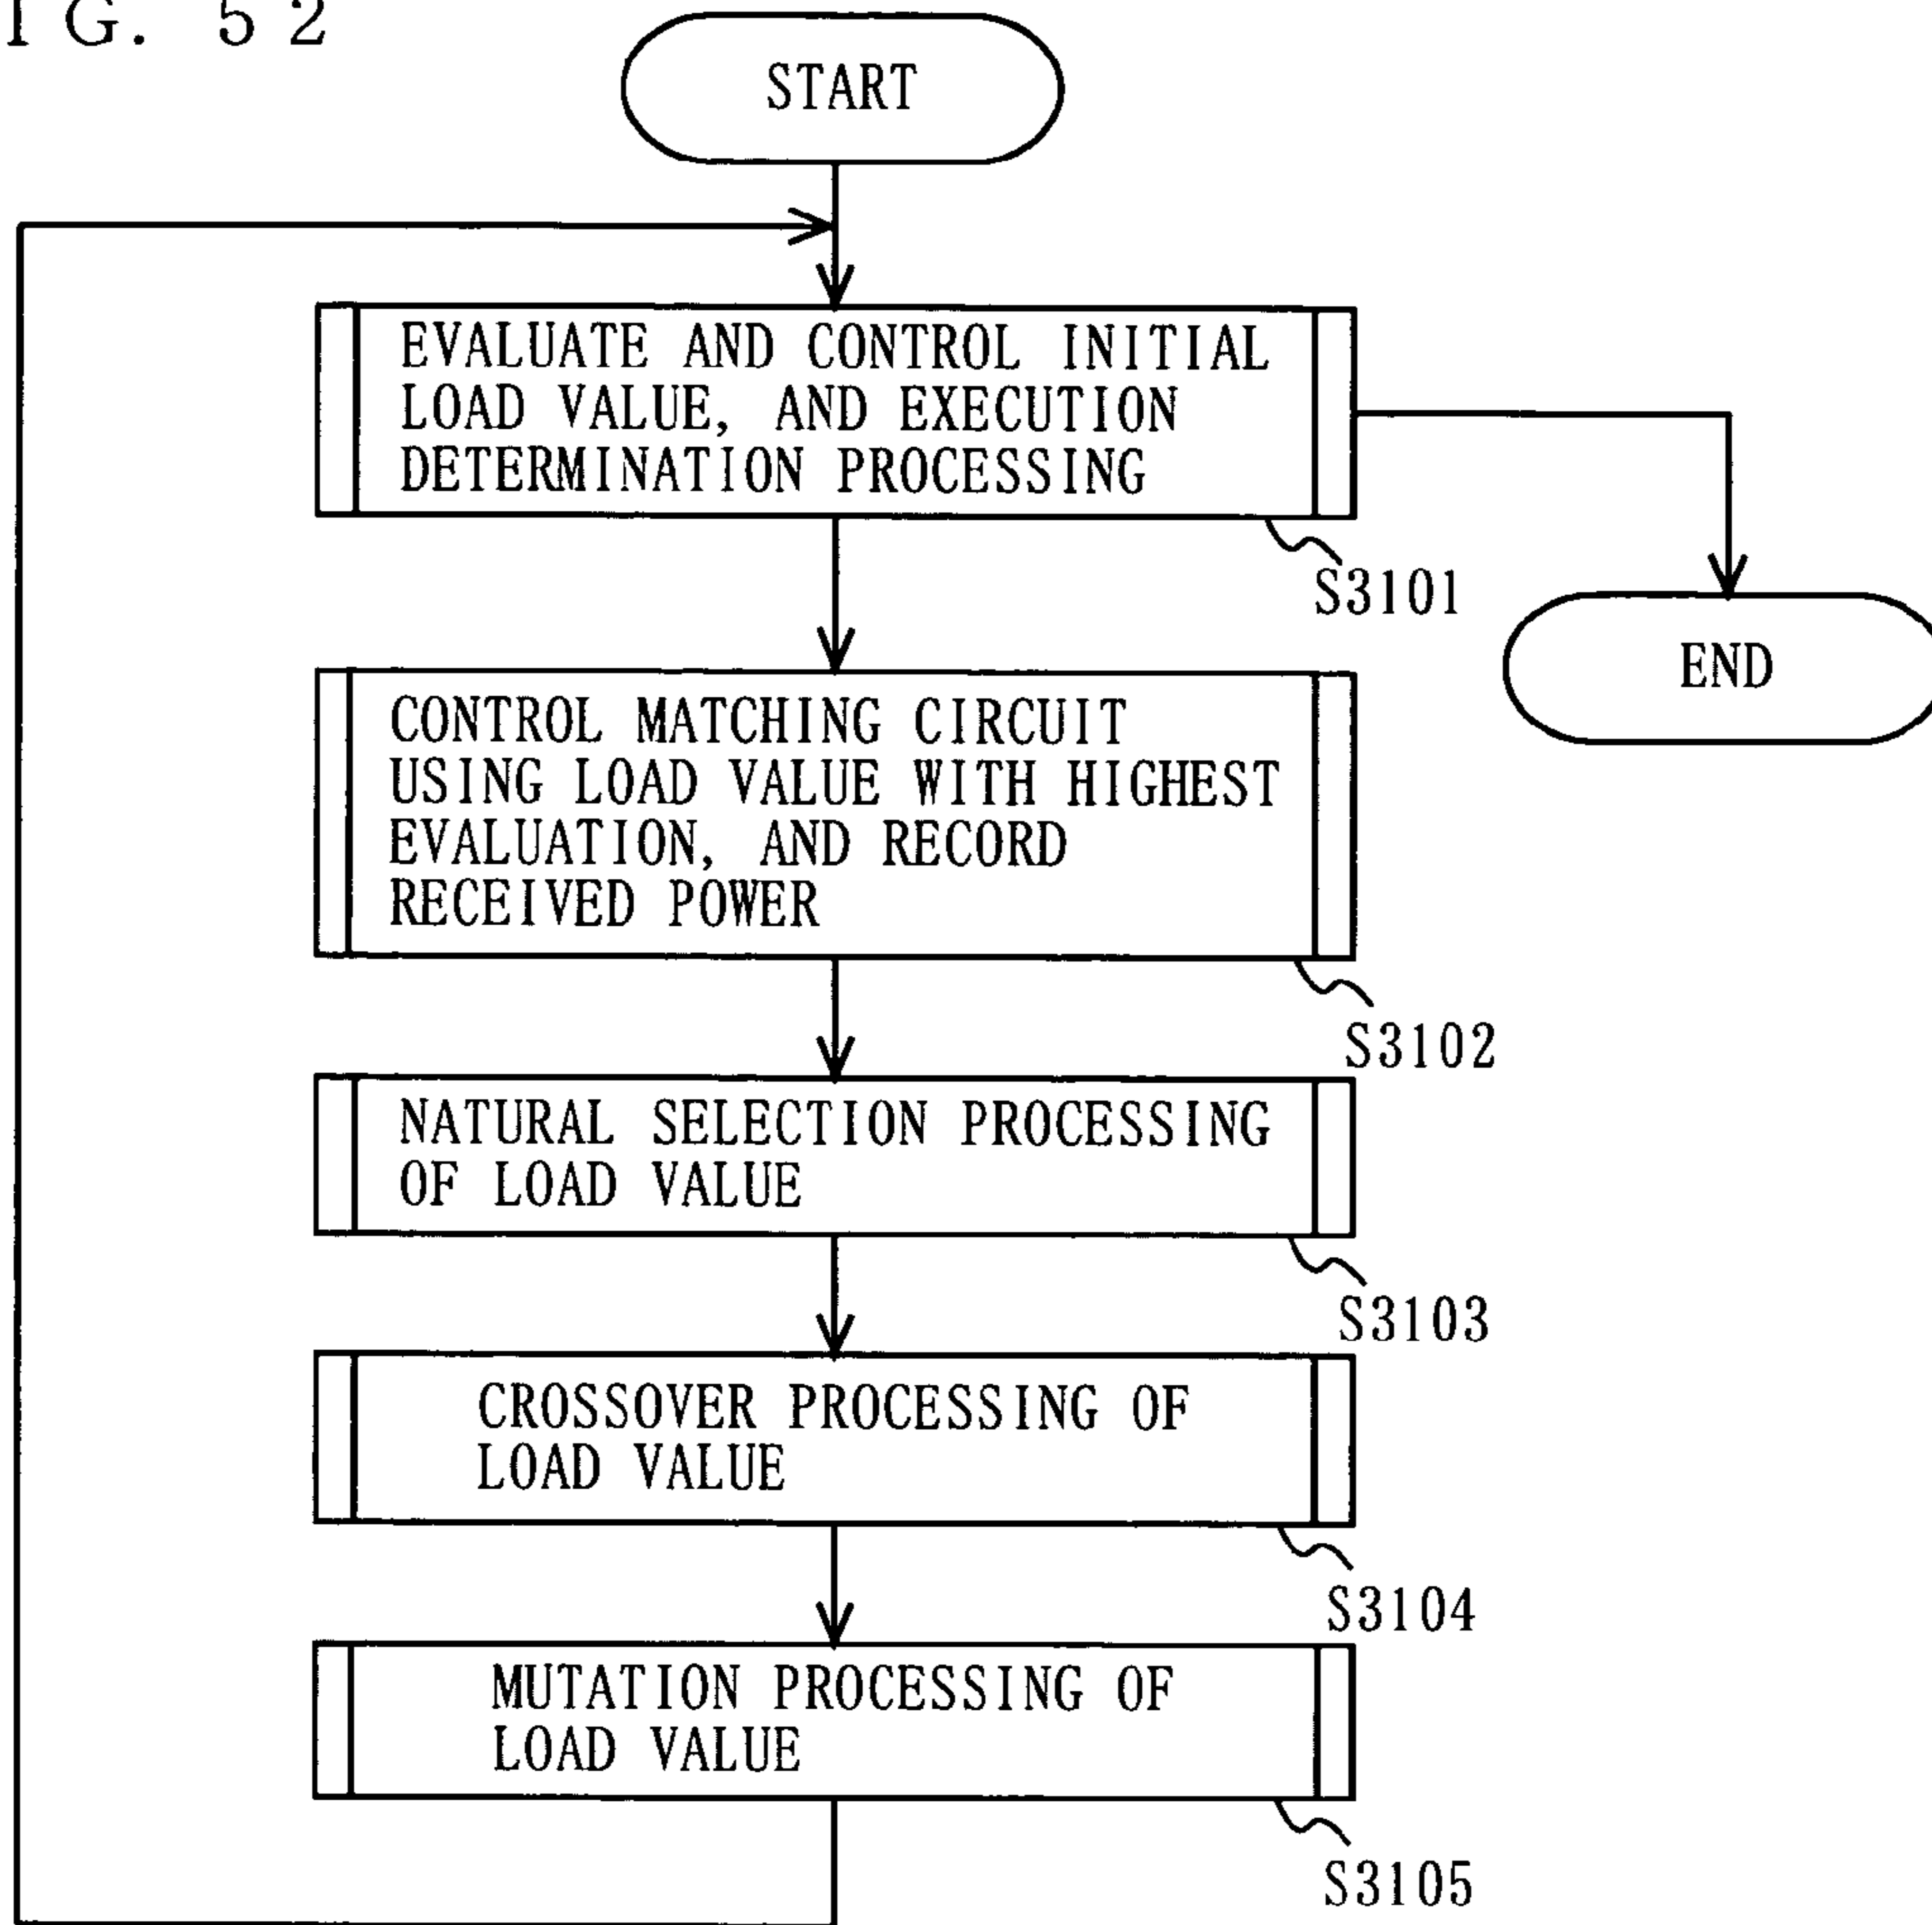 IG. 52
START
EVALUATE AND CONTROL INITIAL
LOAD VALUE, AND EXECUTION
DETERMINATION PROCESSING
S3101
END
CONTROL MATCHING CIRCUIT
USING LOAD VALUE WITH HIGHEST
EVALUATION, AND RECORD
RECEIVED POWER
S3102
NATURAL SELECTION PROCESSING
OF LOAD VALUE
S3103
CROSSOVER PROCESSING OF
LOAD VALUE
S3104
MUTATION PROCESSING OF
LOAD VALUE
S3105